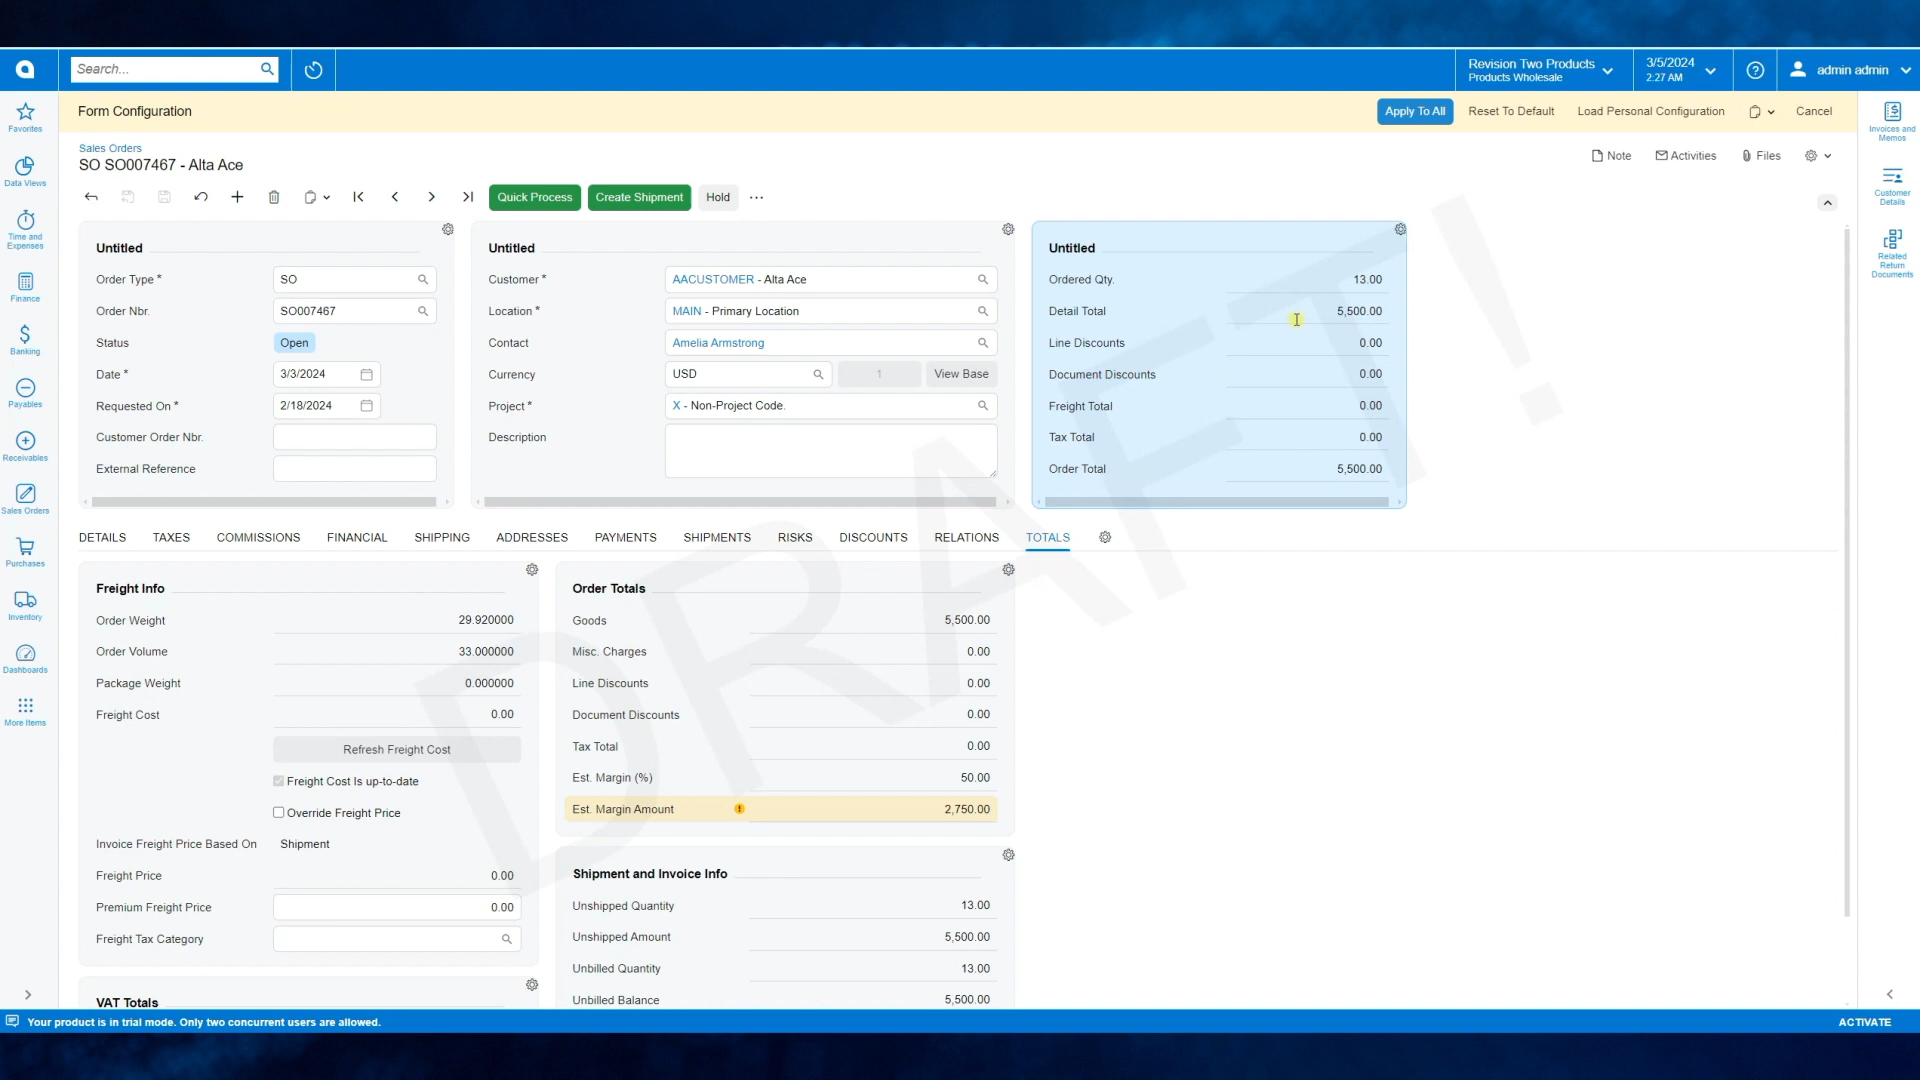 Search...
Revision Two Products
Products Wholesale
3/5/2024
2:27 AM
admin admin
Form Configuration
Apply To All
Reset To Default
Load Personal Configuration
Cancel
Favorites
Data Views
Time and
Expenses
Finance
Banking
Payables
Receivables
Sales Orders
Purchases
Inventory
Dashboards
More Items
Sales Orders
SO SO007467 - Alta Ace
Note
Activities
Files
Quick Process
Create Shipment
Hold
Untitled
Order Type *
SO
Order Nbr.
SO007467
Status
Open
Date *
3/3/2024
Requested On *
2/18/2024
Customer Order Nbr.
External Reference
Untitled
Customer *
AACUSTOMER - Alta Ace
Location *
MAIN - Primary Location
Contact
Amelia Armstrong
Currency
USD
1
View Base
Project *
X - Non-Project Code.
Description
Untitled
Ordered Qty.
13.00
Detail Total
5,500.00
Line Discounts
0.00
Document Discounts
0.00
Freight Total
0.00
Tax Total
0.00
Order Total
5,500.00
DETAILS
TAXES
COMMISSIONS
FINANCIAL
SHIPPING
ADDRESSES
PAYMENTS
SHIPMENTS
RISKS
DISCOUNTS
RELATIONS
TOTALS
Freight Info
Order Weight
29.920000
Order Volume
33.000000
Package Weight
0.000000
Freight Cost
0.00
Refresh Freight Cost
Freight Cost Is up-to-date
Override Freight Price
Invoice Freight Price Based On
Shipment
Freight Price
0.00
Premium Freight Price
0.00
Freight Tax Category
VAT Totals
Order Totals
Goods
5,500.00
Misc. Charges
0.00
Line Discounts
0.00
Document Discounts
0.00
Tax Total
0.00
Est. Margin (%)
50.00
Est. Margin Amount
2,750.00
Shipment and Invoice Info
Unshipped Quantity
13.00
Unshipped Amount
5,500.00
Unbilled Quantity
13.00
Unbilled Balance
5,500.00
Invoices and
Memos
Customer
Details
Related
Return
Documents
DRAFT!
Your product is in trial mode. Only two concurrent users are allowed.
ACTIVATE